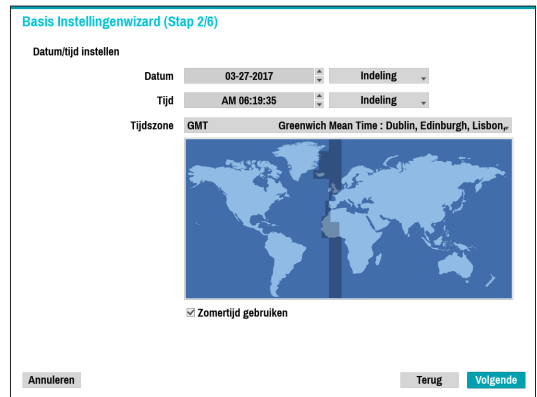 Basis Instellingenwizard (Stap 2/6)
Datum/tijd instellen
Datum 03-27-2017 Indeling
Tijd AM 06:19:35 Indeling
Tijdszone GMT Greenwich Mean Time : Dublin, Edinburgh, Lisbon,
Zomertijd gebruiken
Annuleren Terug Volgende